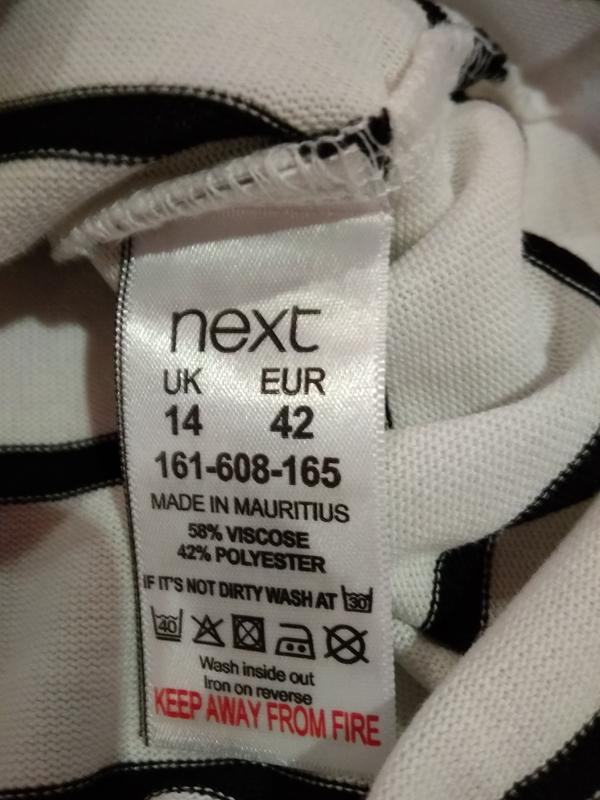 next
UK EUR
14 42
161-608-165
MADE IN MAURITIUS
58% VISCOSE
42% POLYESTER
IF IT'S NOT DIRTY WASH AT 30
40
Wash inside out
Iron on reverse
KEEP AWAY FROM FIRE